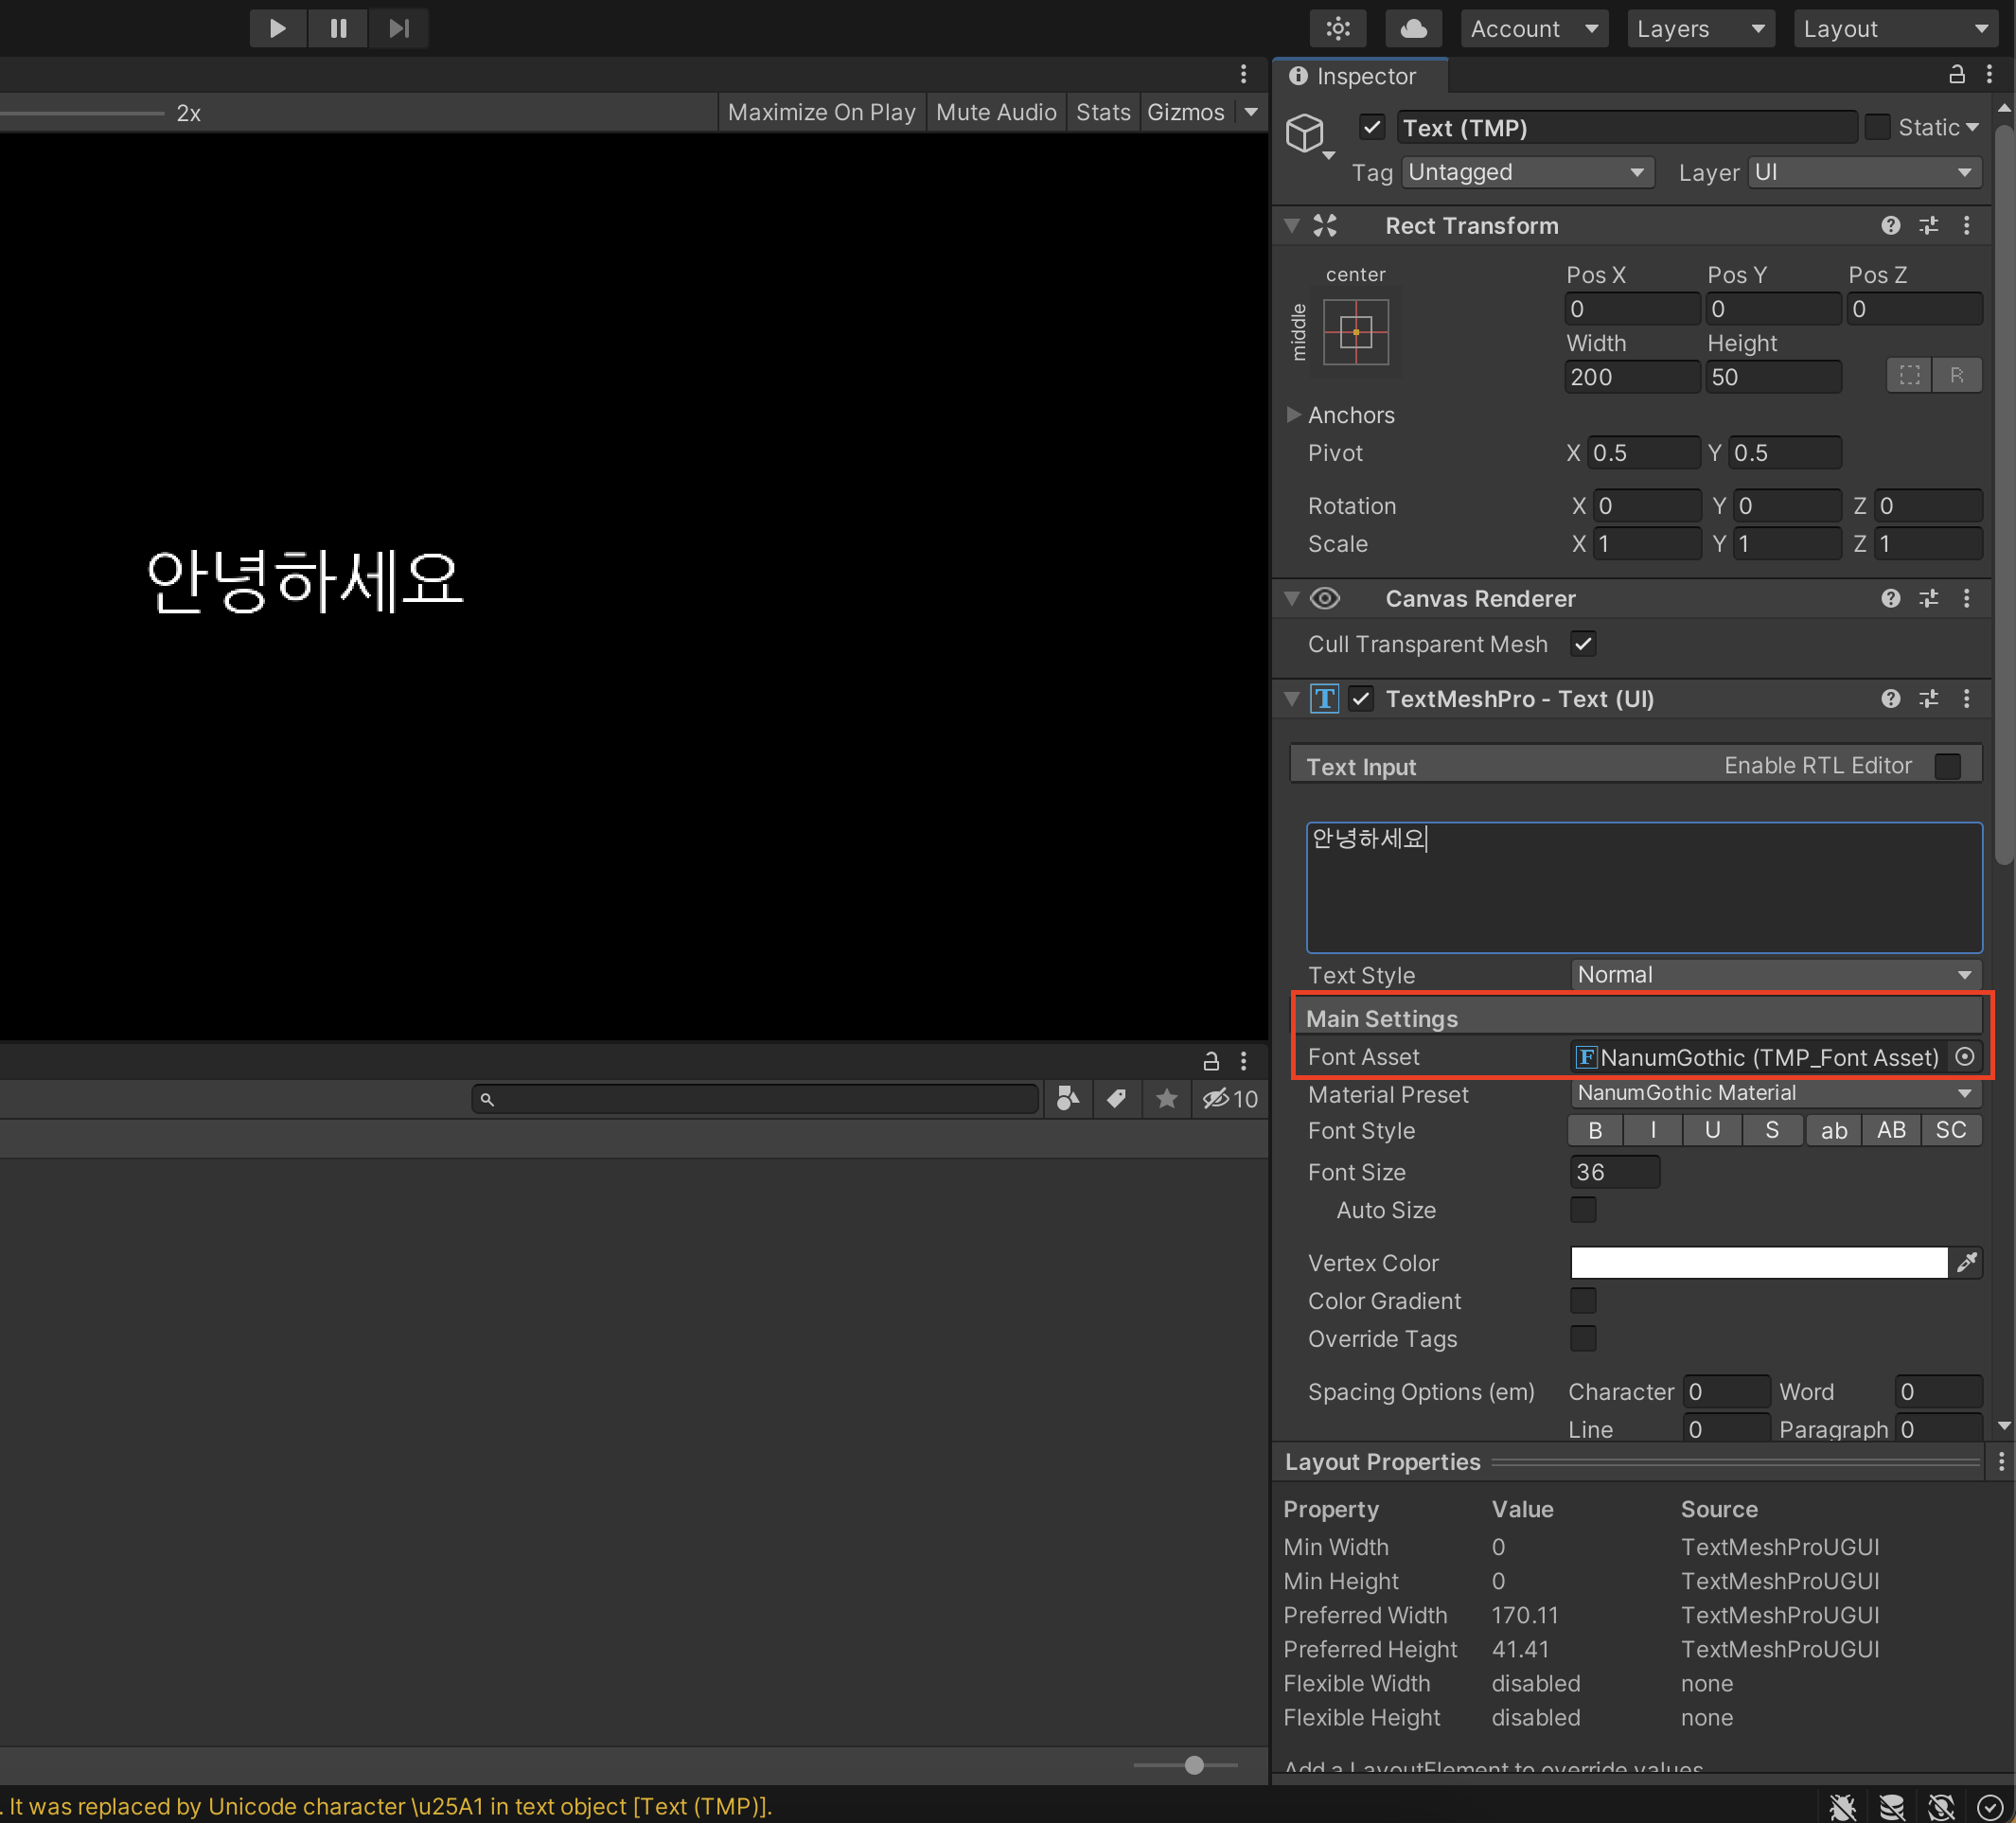 Account
Layers
Layout
Inspector
2x
Maximize On Play
Mute Audio
Stats
Gizmos
Text (TMP)
Static
Tag
Untagged
Layer
UI
Rect Transform
center
middle
Pos X
Pos Y
Pos Z
0
0
0
Width
Height
200
50
R
Anchors
Pivot
X 0.5
Y 0.5
Rotation
X 0
Y 0
Z 0
Scale
X 1
Y 1
Z 1
안녕하세요
Canvas Renderer
Cull Transparent Mesh
T
TextMeshPro - Text (UI)
Text Input
Enable RTL Editor
안녕하세요
Text Style
Normal
Main Settings
Font Asset
F NanumGothic (TMP_Font Asset)
Material Preset
NanumGothic Material
10
Font Style
B I U S ab AB SC
Font Size
36
Auto Size
Vertex Color
Color Gradient
Override Tags
Spacing Options (em)
Character 0
Word 0
Line 0
Paragraph 0
Layout Properties
Property Value Source
Min Width 0 TextMeshProUGUI
Min Height 0 TextMeshProUGUI
Preferred Width 170.11 TextMeshProUGUI
Preferred Height 41.41 TextMeshProUGUI
Flexible Width disabled none
Flexible Height disabled none
Add a LayoutElement to override values
. It was replaced by Unicode character \u25A1 in text object [Text (TMP)].